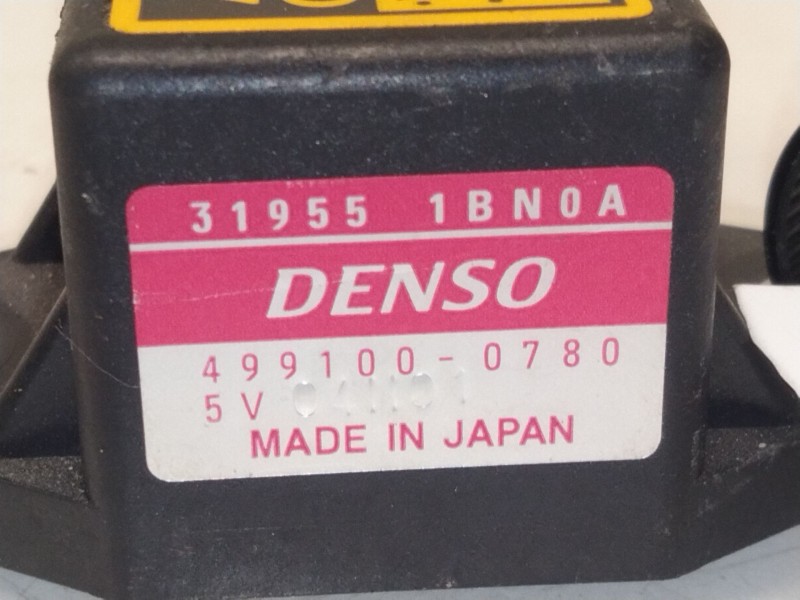 31955 1BN0A
DENSO
499100-0780
5V
MADE IN JAPAN